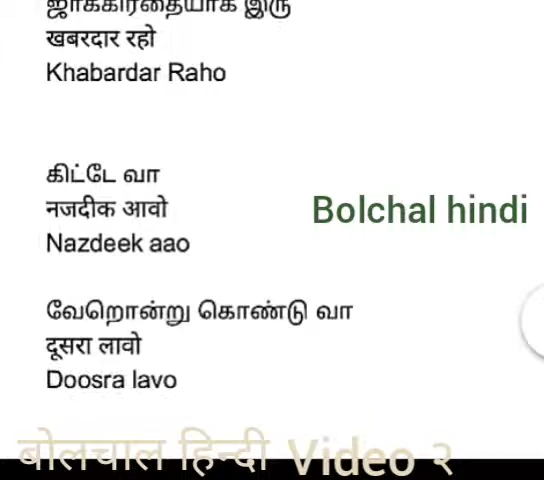 ஜாக்கிரதையாக இரு
खबरदार रहो
Khabardar Raho
கிட்டே வா
नजदीक आवो
Nazdeek aao
Bolchal hindi
வேறொன்று கொண்டு வா
दूसरा लावो
Doosra lavo
बोलचाल हिन्दी Video २